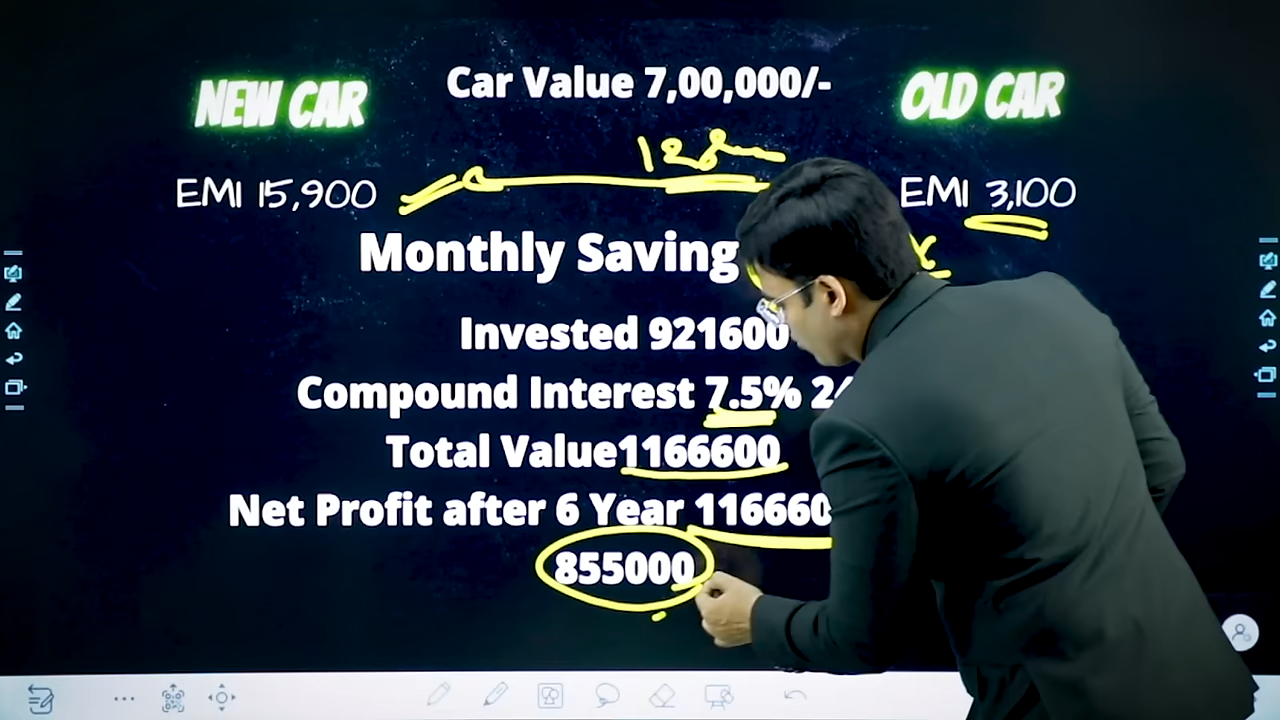 NEW CAR
Car Value 7,00,000/-
OLD CAR
EMI 15,900
EMI 3,100
Monthly Saving
Invested 921600
Compound Interest 7.5%
Total Value1166600
Net Profit after 6 Year 116660
855000